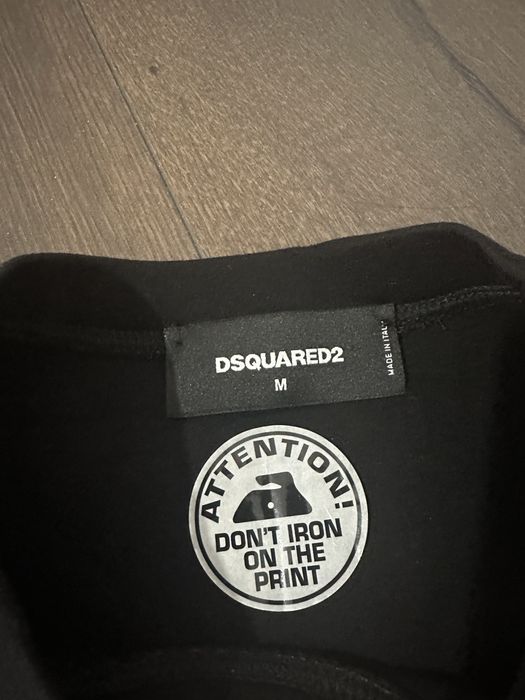 DSQUARED2
M
MADE IN ITALY
ATTENTION!
DON'T IRON
ON THE
PRINT